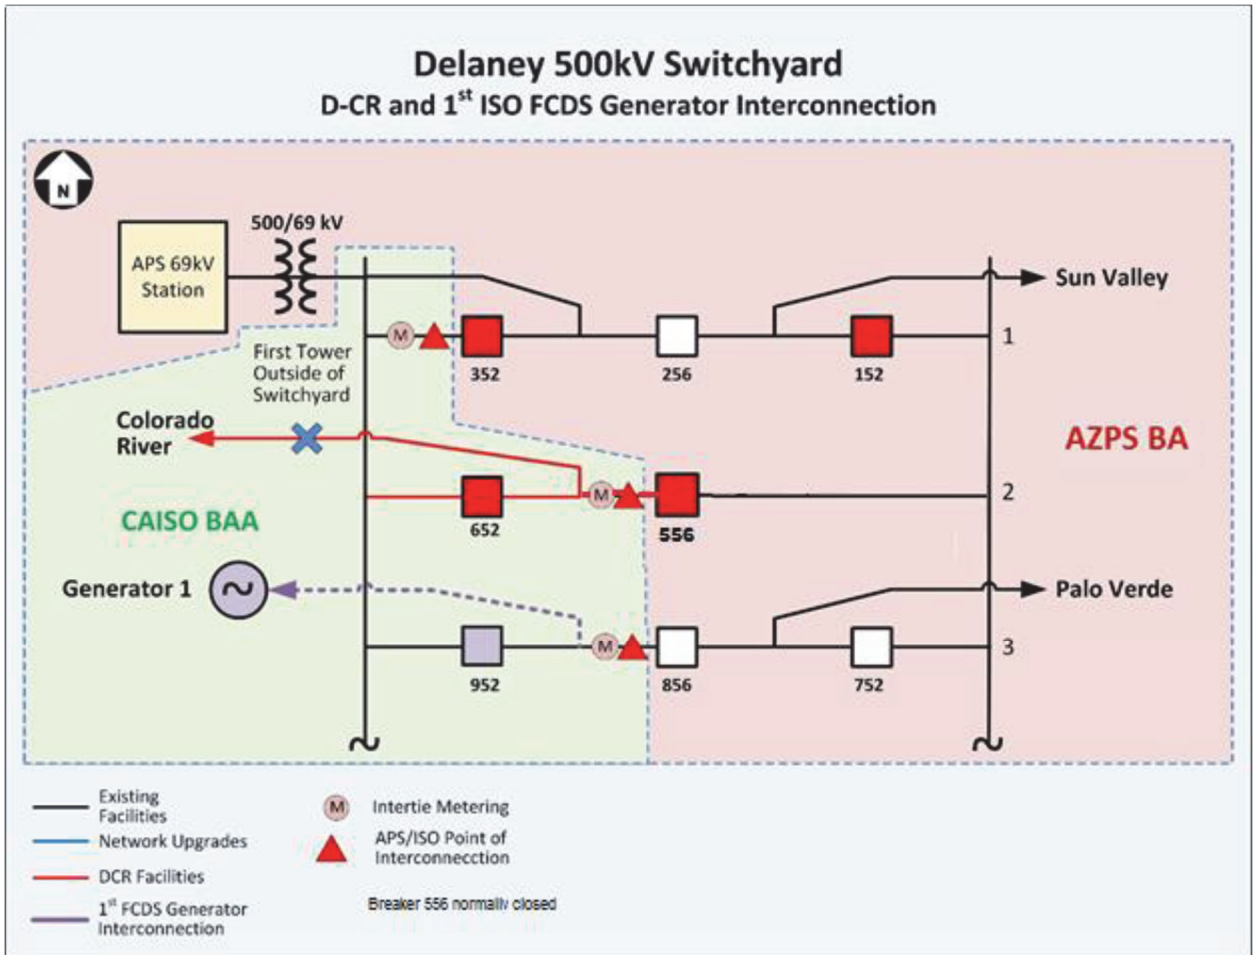 Delaney 500kV Switchyard
D-CR and 1st ISO FCDS Generator Interconnection
N
500/69 kV
APS 69kV
Station
Sun Valley
M
1
352
256
152
First Tower
Outside of
Switchyard
Colorado
River
AZPS BA
M
2
652
556
CAISO BAA
Generator 1
~
Palo Verde
M
3
952
856
752
Existing
Facilities
Network Upgrades
DCR Facilities
1st FCDS Generator
Interconnection
M
Intertie Metering
APS/ISO Point of
Interconnecction
Breaker 556 normally closed